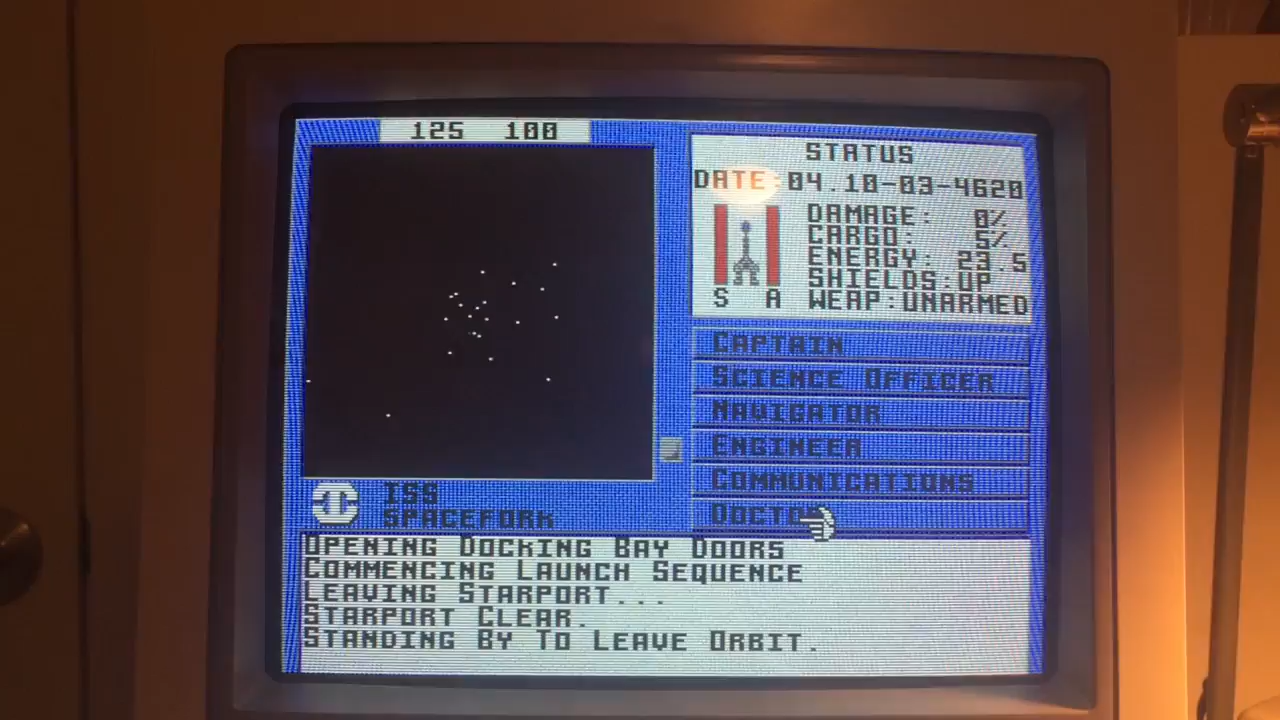 125 100
STATUS
DATE:04.10-03-4620
DAMAGE: 0%
CARGO: 5%
ENERGY: 23.5
SHIELDS:UP
S A WEAP:UNARMED
CAPTAIN
SCIENCE OFFICER
NAVIGATOR
ENGINEER
COMMUNICATIONS
DOCTO
ISS
SPACEFORK
OPENING DOCKING BAY DOORS
COMMENCING LAUNCH SEQUENCE
LEAVING STARPORT...
STARPORT CLEAR.
STANDING BY TO LEAVE ORBIT.